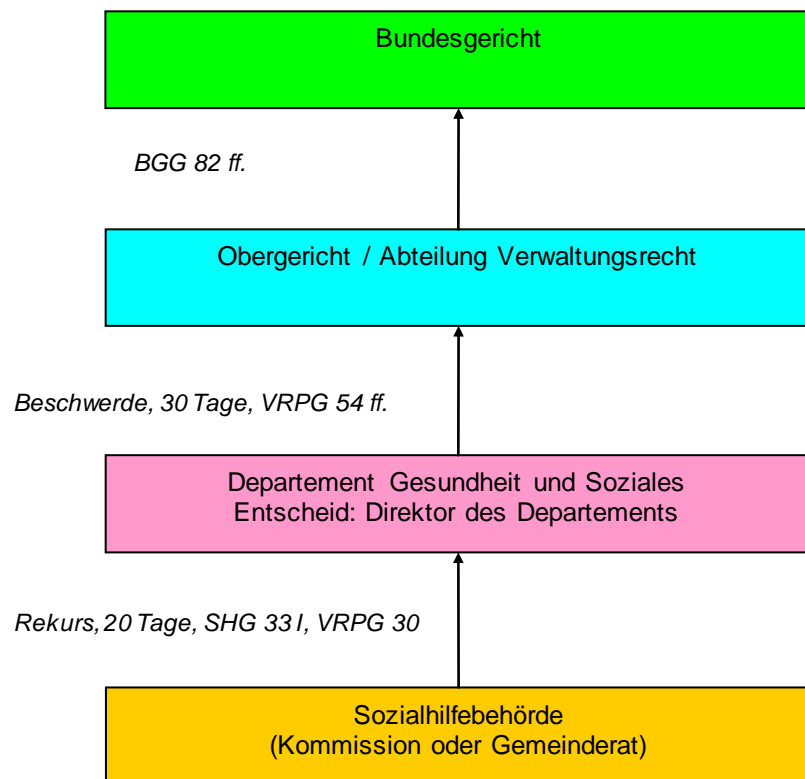 Bundesgericht
BGG 82 ff.
Obergericht / Abteilung Verwaltungsrecht
Beschwerde, 30 Tage, VRPG 54 ff.
Departement Gesundheit und Soziales
Entscheid: Direktor des Departements
Rekurs, 20 Tage, SHG 33 I, VRPG 30
Sozialhilfebehörde
(Kommission oder Gemeinderat)